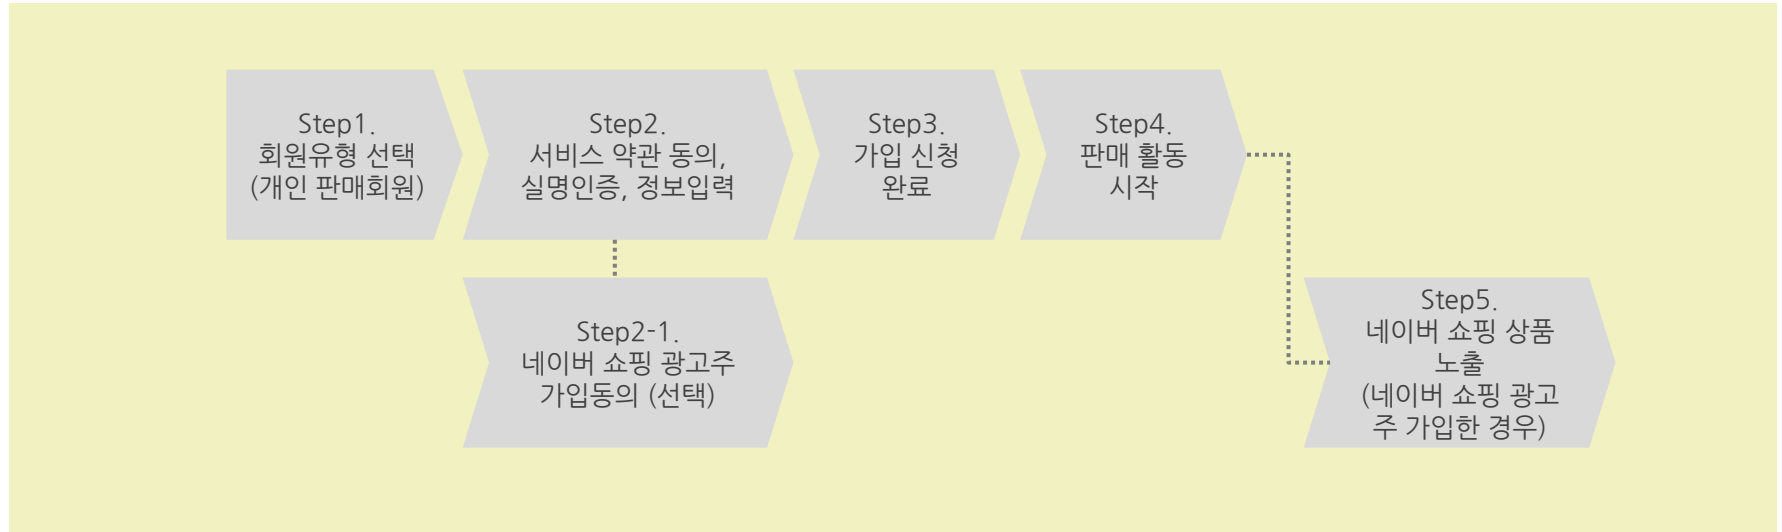 Step1.
회원유형 선택
(개인 판매회원)
Step2.
서비스 약관 동의,
실명인증, 정보입력
Step3.
가입 신청
완료
Step4.
판매 활동
시작
Step2-1.
네이버 쇼핑 광고주
가입동의 (선택)
Step5.
네이버 쇼핑 상품
노출
(네이버 쇼핑 광고
주 가입한 경우)